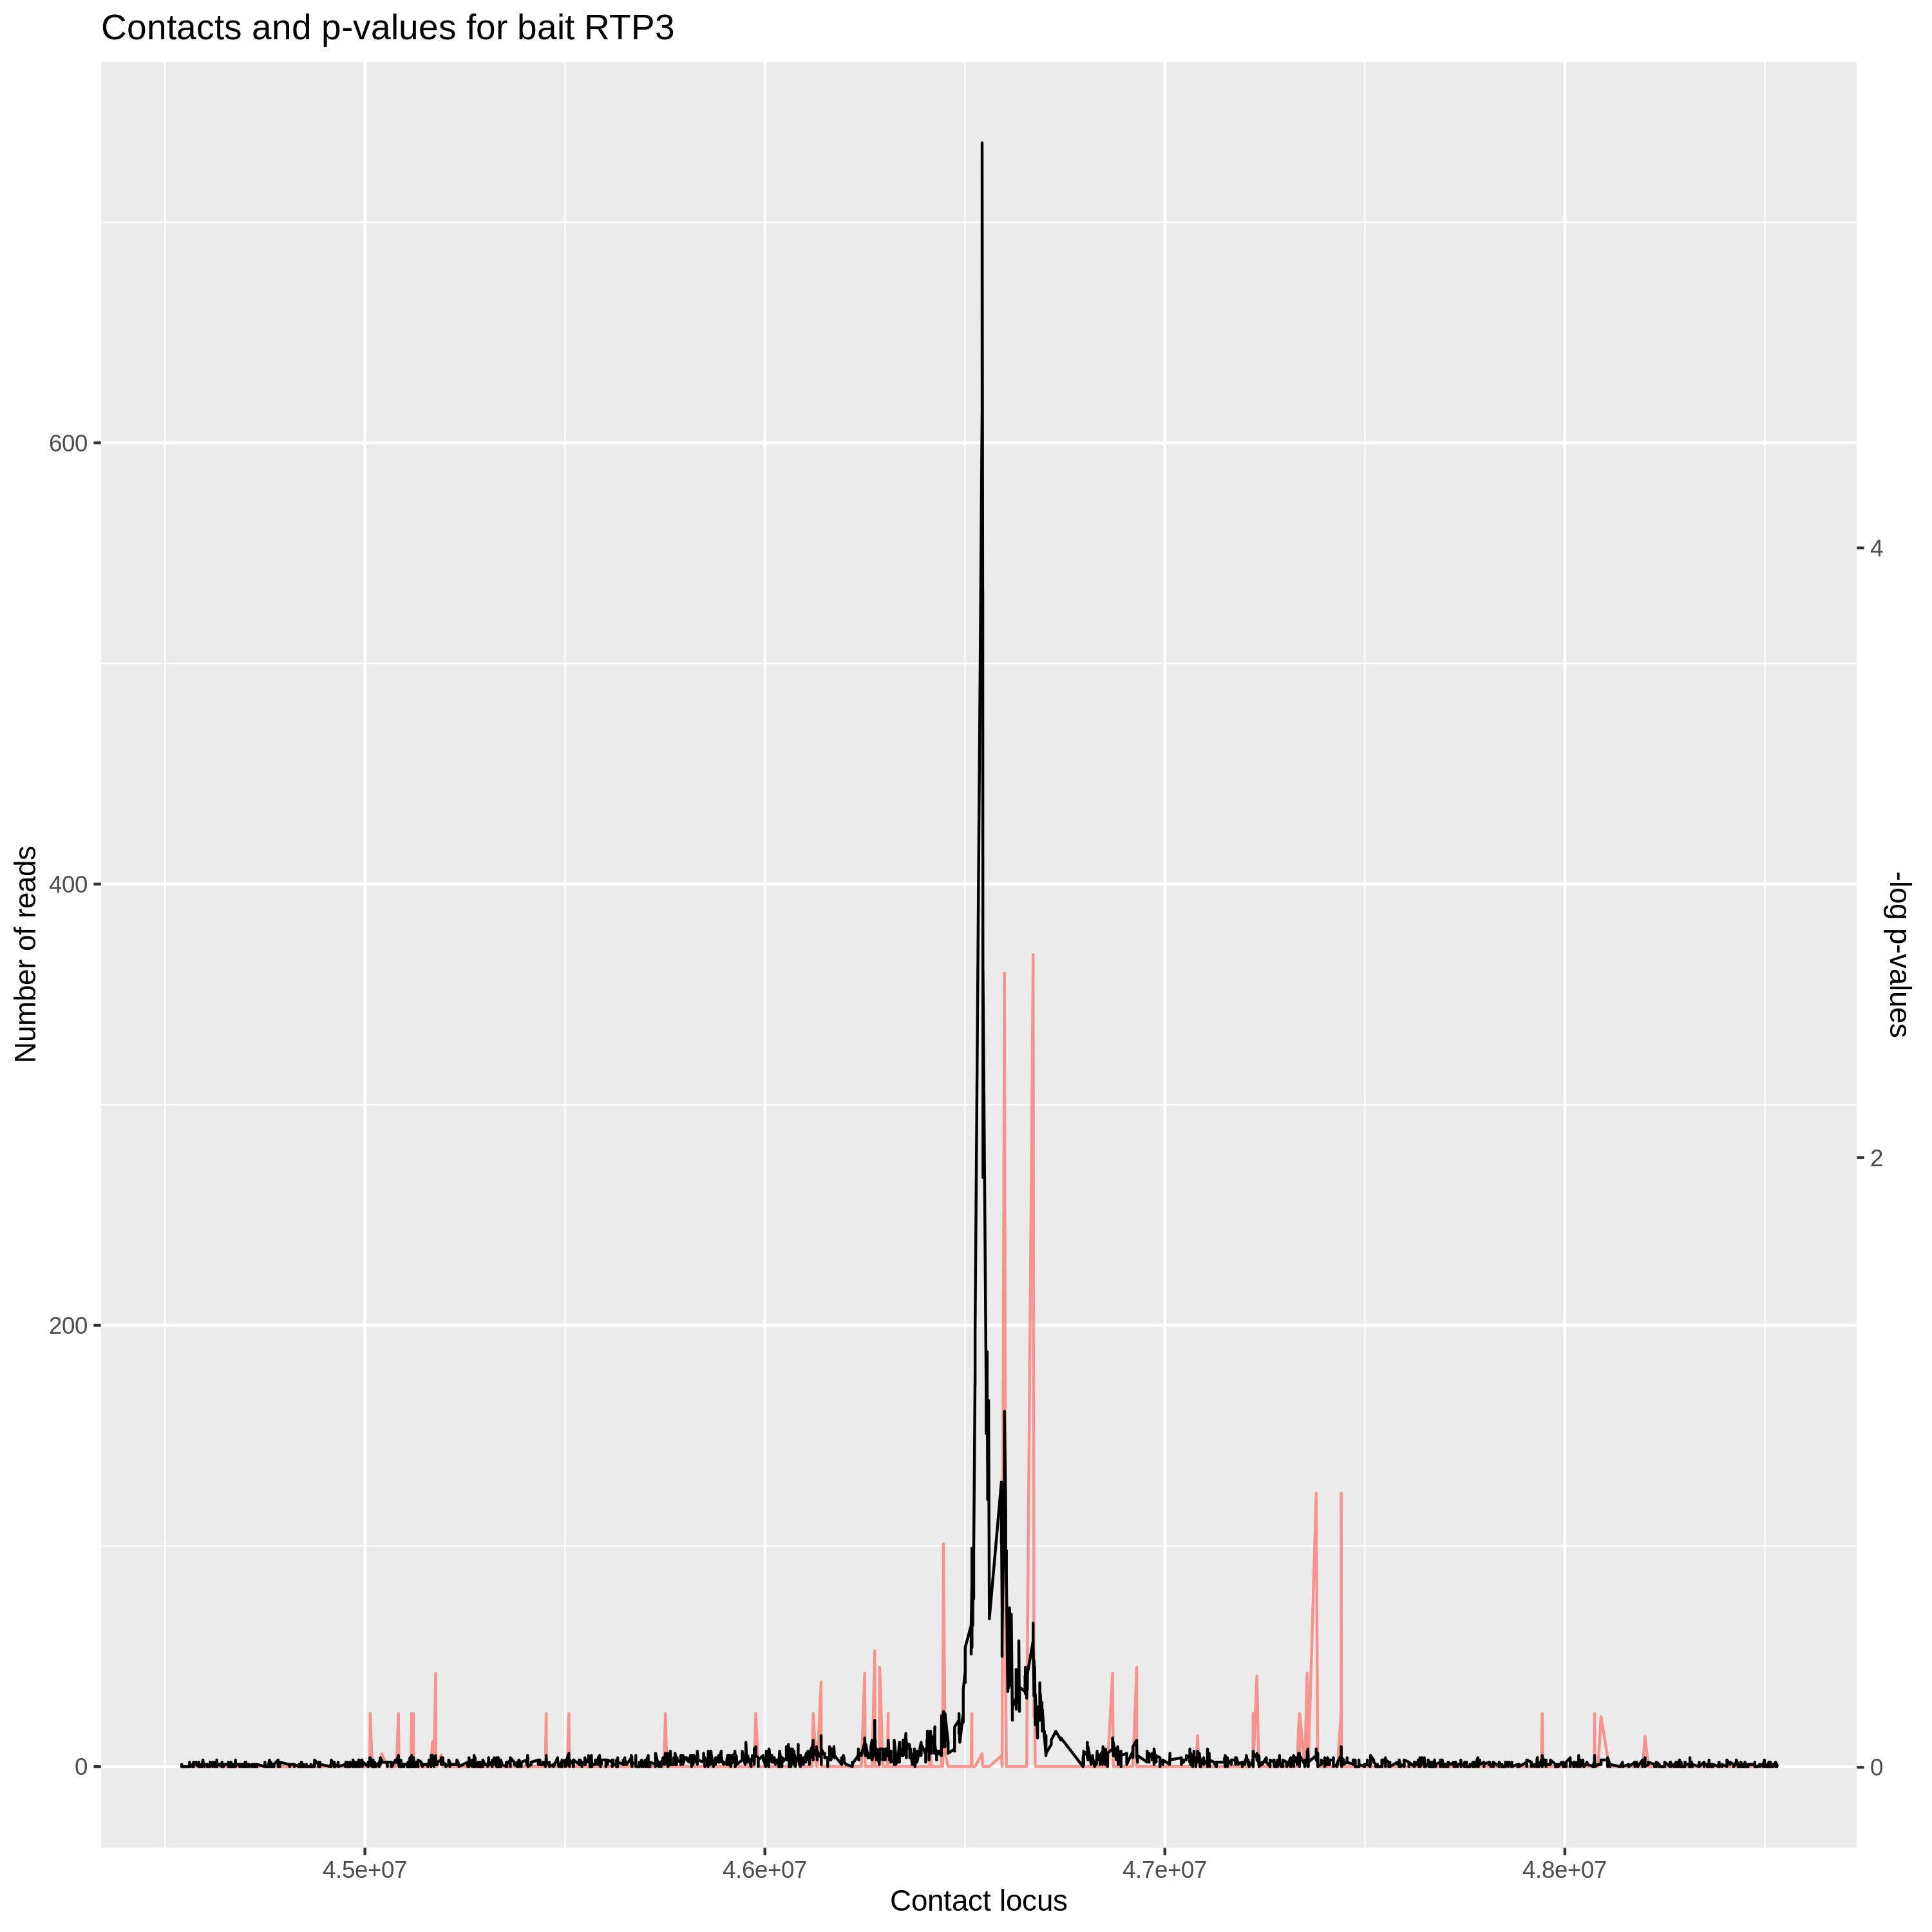 Contacts and p-values for bait RTP3
600
400
200
0
Number of reads
4
2
0
-log p-values
4.5e+07
4.6e+07
4.7e+07
4.8e+07
Contact locus